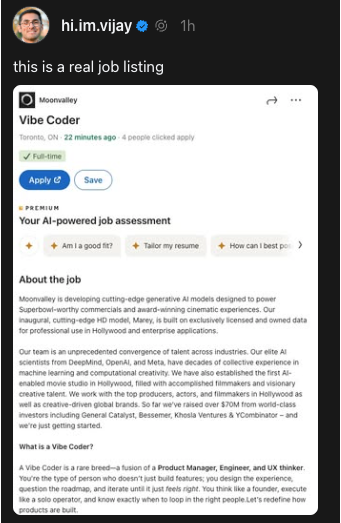 hi.im.vijay 1h
this is a real job listing
Moonvalley
Vibe Coder
Toronto, ON · 22 minutes ago · 4 people clicked apply
✓ Full-time
Apply Save
PREMIUM
Your AI-powered job assessment
Am I a good fit? Tailor my resume How can I best pos
About the job
Moonvalley is developing cutting-edge generative AI models designed to power
Superbowl-worthy commercials and award-winning cinematic experiences. Our
inaugural, cutting-edge HD model, Marey, is built on exclusively licensed and owned data
for professional use in Hollywood and enterprise applications.
Our team is an unprecedented convergence of talent across industries. Our elite AI
scientists from DeepMind, OpenAI, and Meta, have decades of collective experience in
machine learning and computational creativity. We have also established the first AI-
enabled movie studio in Hollywood, filled with accomplished filmmakers and visionary
creative talent. We work with the top producers, actors, and filmmakers in Hollywood as
well as creative-driven global brands. So far we've raised over $70M from world-class
investors including General Catalyst, Bessemer, Khosla Ventures & YCombinator – and
we're just getting started.
What is a Vibe Coder?
A Vibe Coder is a rare breed—a fusion of a Product Manager, Engineer, and UX thinker.
You're the type of person who doesn't just build features; you design the experience,
question the roadmap, and iterate until it just feels right. You think like a founder, execute
like a solo operator, and know exactly when to loop in the right people.Let's redefine how
products are built.